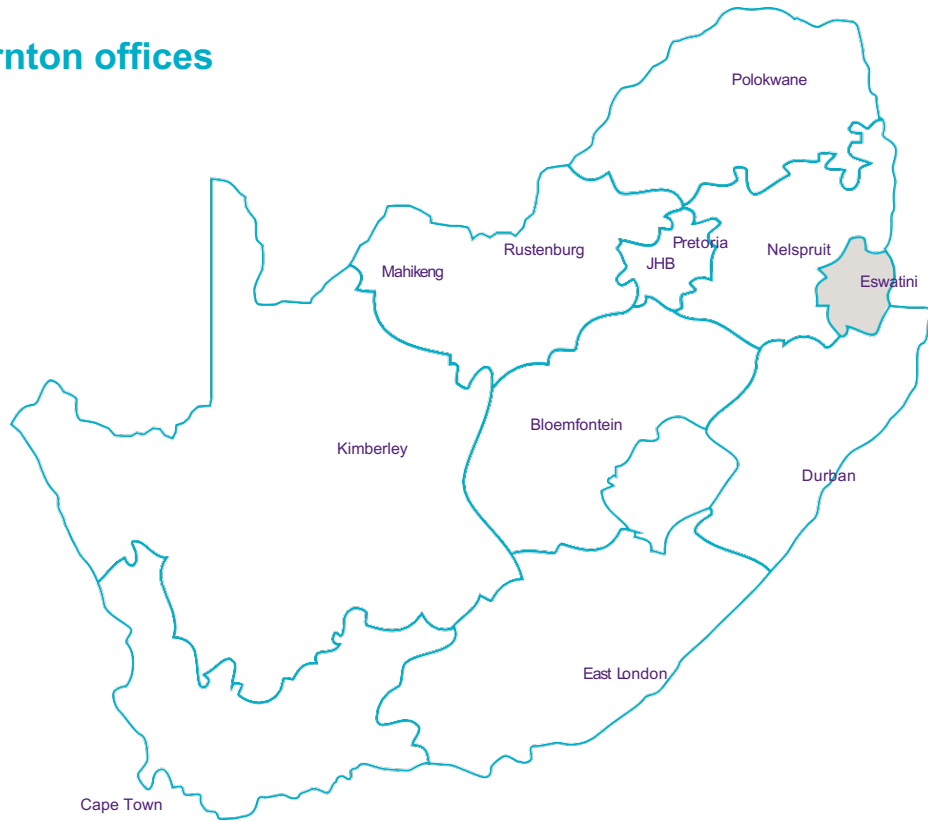 rnton offices
Polokwane
Rustenburg
Pretoria
Nelspruit
JHB
Mahikeng
Eswatini
Bloemfontein
Kimberley
Durban
East London
Cape Town